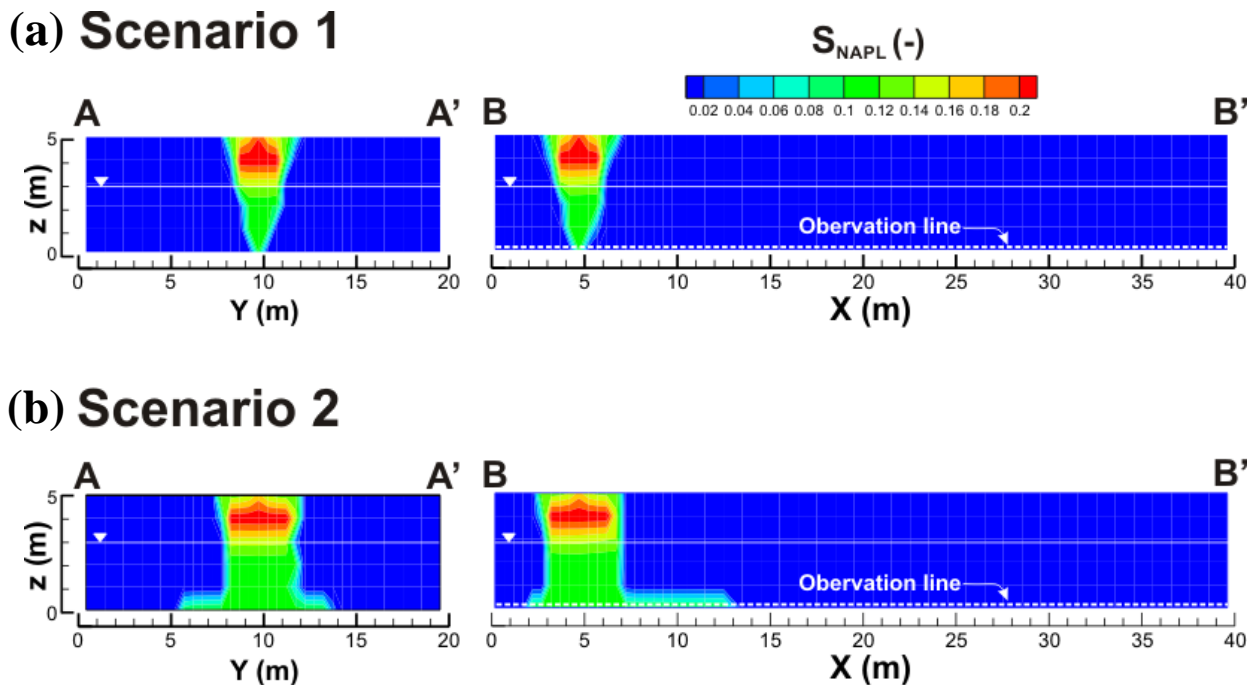 (a) Scenario 1
S_NAPL (-)
0.02 0.04 0.06 0.08 0.1 0.12 0.14 0.16 0.18 0.2
A A'
B B'
5
z (m)
0
0 5 10 15 20
Y (m)
Obervation line
0 5 10 15 20 25 30 35 40
X (m)
(b) Scenario 2
A A'
B B'
5
z (m)
0
0 5 10 15 20
Y (m)
Obervation line
0 5 10 15 20 25 30 35 40
X (m)